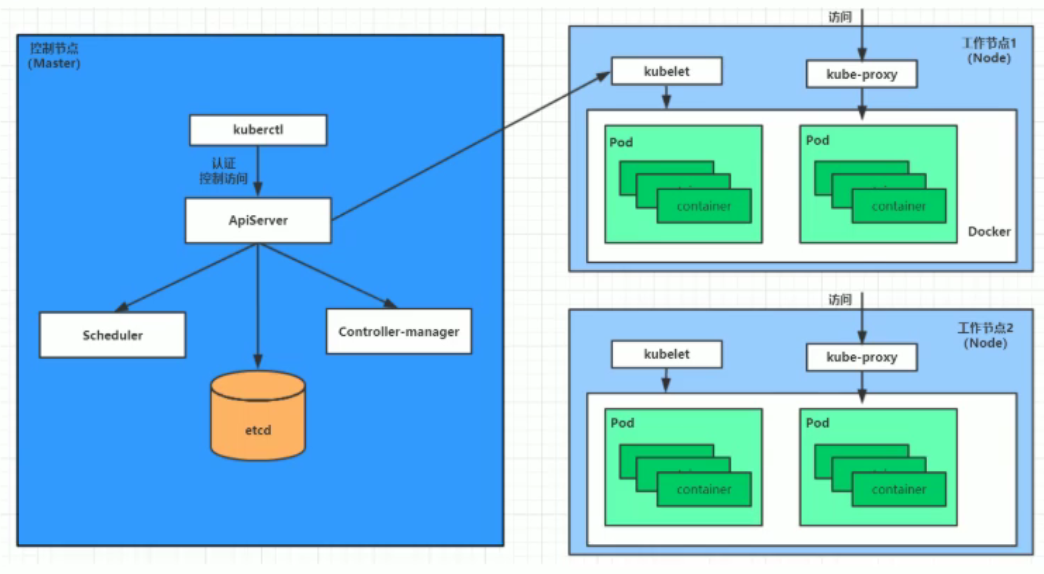 控制节点
(Master)
kuberctl
认证
控制访问
ApiServer
Scheduler
Controller-manager
etcd
访问
工作节点1
(Node)
kubelet
kube-proxy
Pod
container
Pod
container
Docker
访问
工作节点2
(Node)
kubelet
kube-proxy
Pod
container
Pod
container